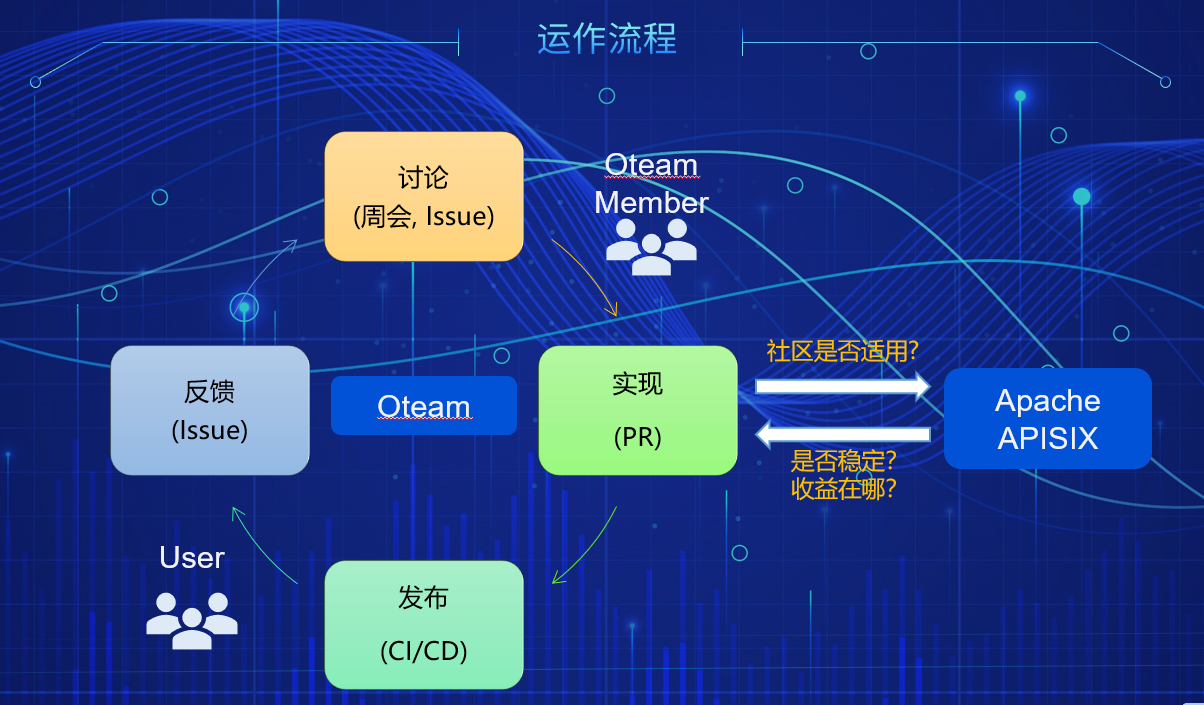 运作流程
讨论
(周会, Issue)
Oteam
Member
反馈
(Issue)
Oteam
实现
(PR)
社区是否适用?
是否稳定?
收益在哪?
Apache
APISIX
User
发布
(CI/CD)